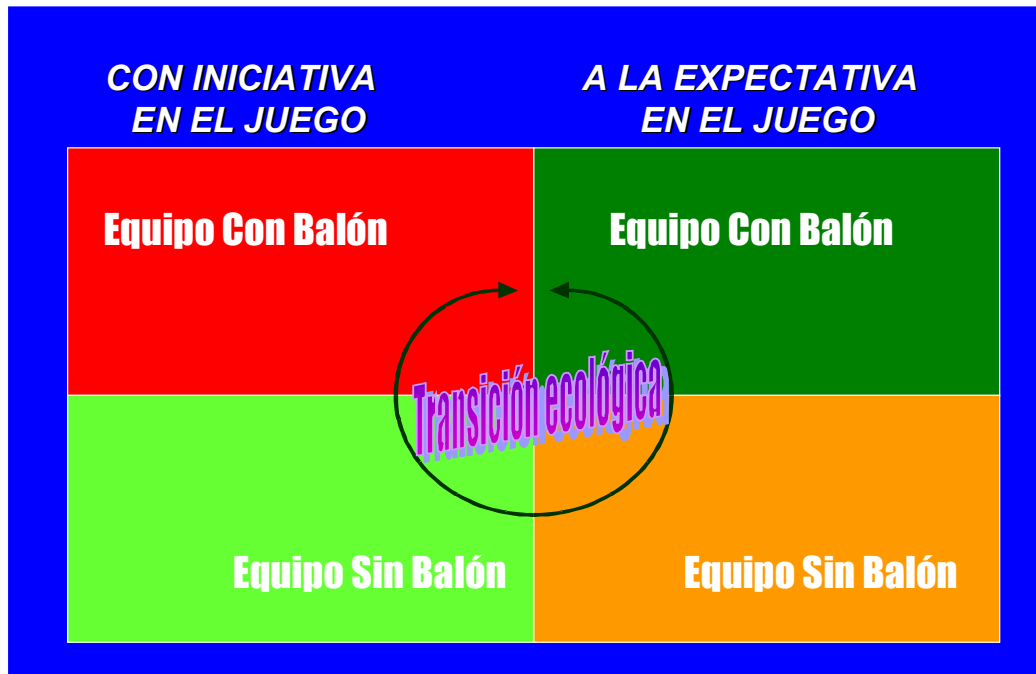 CON INICIATIVA
EN EL JUEGO
A LA EXPECTATIVA
EN EL JUEGO
Equipo Con Balón
Equipo Con Balón
Transición ecológica
Equipo Sin Balón
Equipo Sin Balón